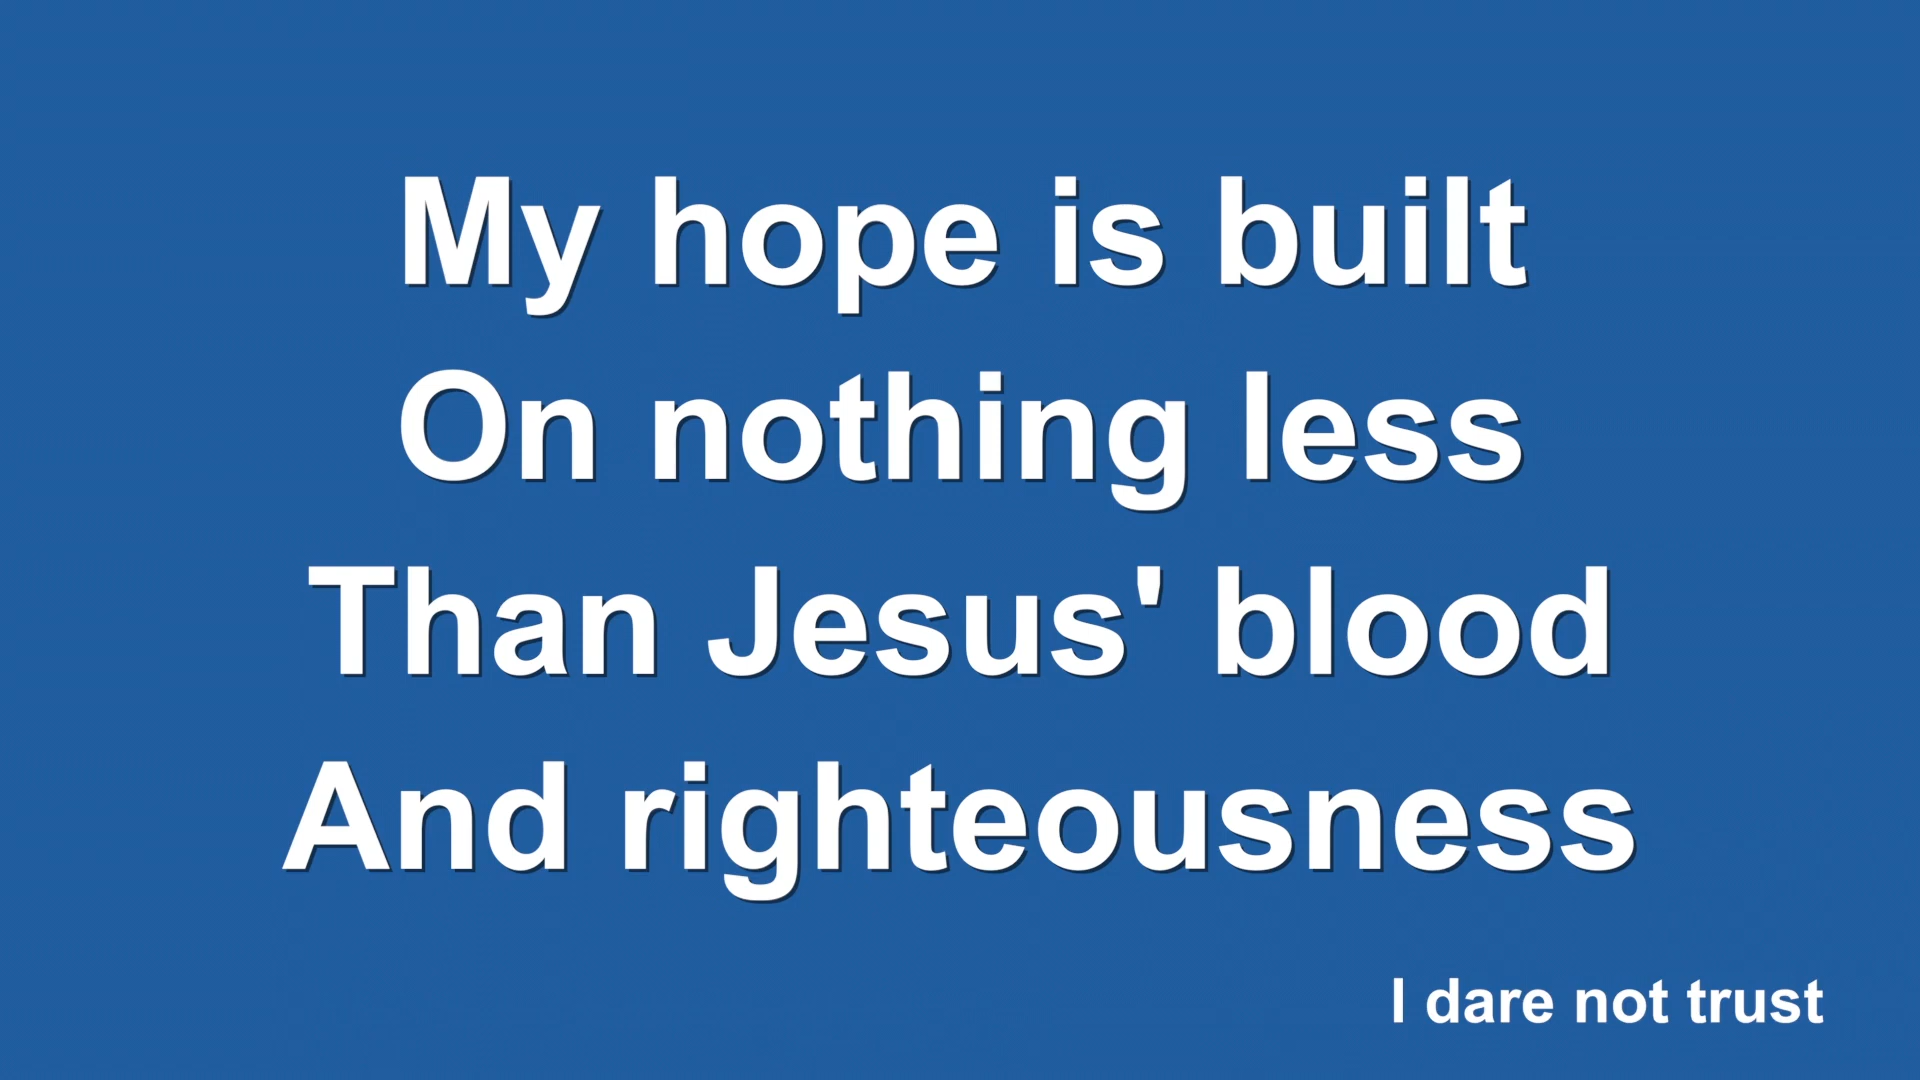 My hope is built
On nothing less
Than Jesus' blood
And righteousness
I dare not trust